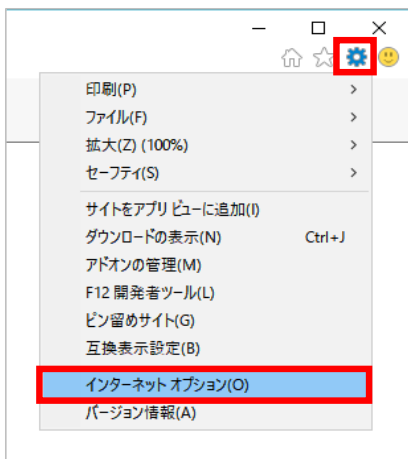 印刷(P)
ファイル(F)
拡大(Z) (100%)
セーフティ(S)
サイトをアプリ ビューに追加(I)
ダウンロードの表示(N) Ctrl+J
アドオンの管理(M)
F12 開発者ツール(L)
ピン留めサイト(G)
互換表示設定(B)
インターネット オプション(O)
バージョン情報(A)